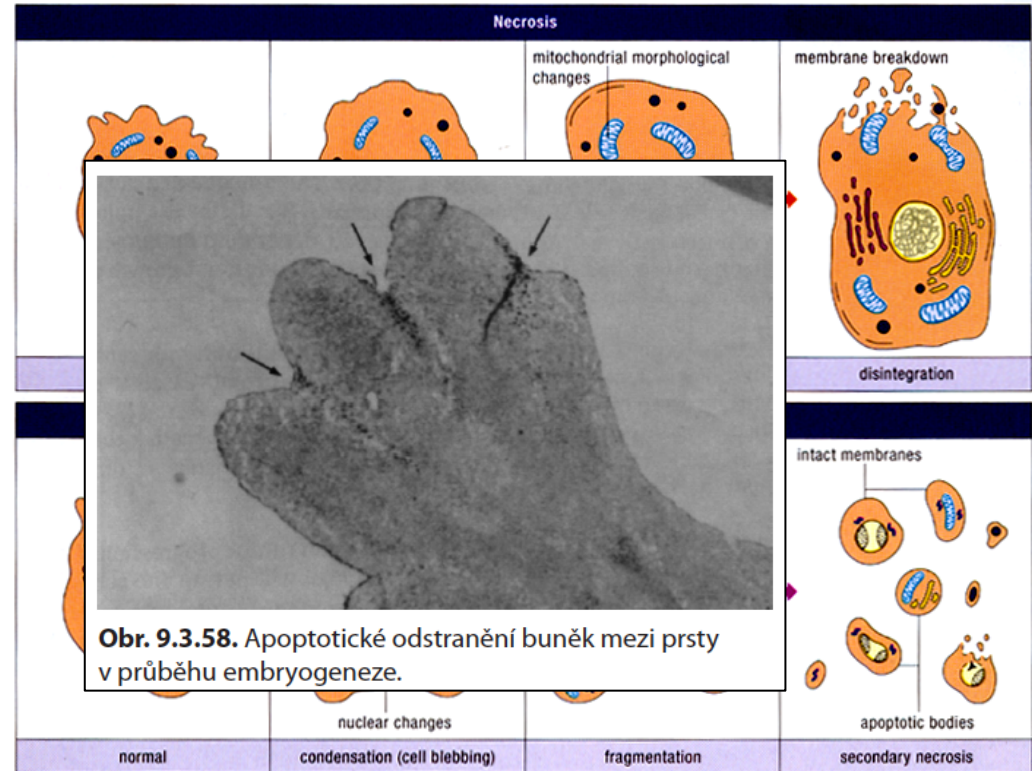 Necrosis
mitochondrial morphological
changes
membrane breakdown
disintegration
intact membranes
Obr. 9.3.58. Apoptotické odstranění buněk mezi prsty
v průběhu embryogeneze.
nuclear changes
apoptotic bodies
normal
condensation (cell blebbing)
fragmentation
secondary necrosis